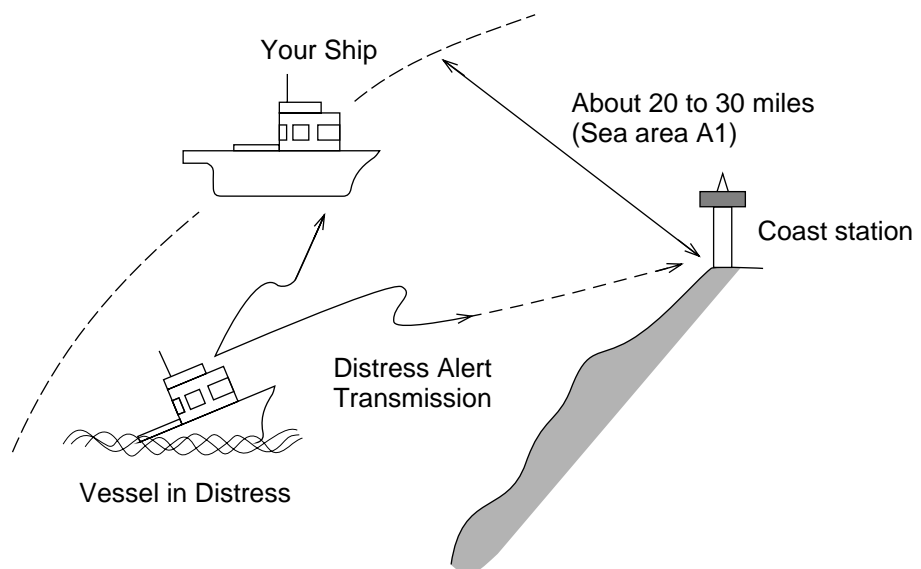 Your Ship
About 20 to 30 miles
(Sea area A1)
Coast station
Distress Alert
Transmission
Vessel in Distress